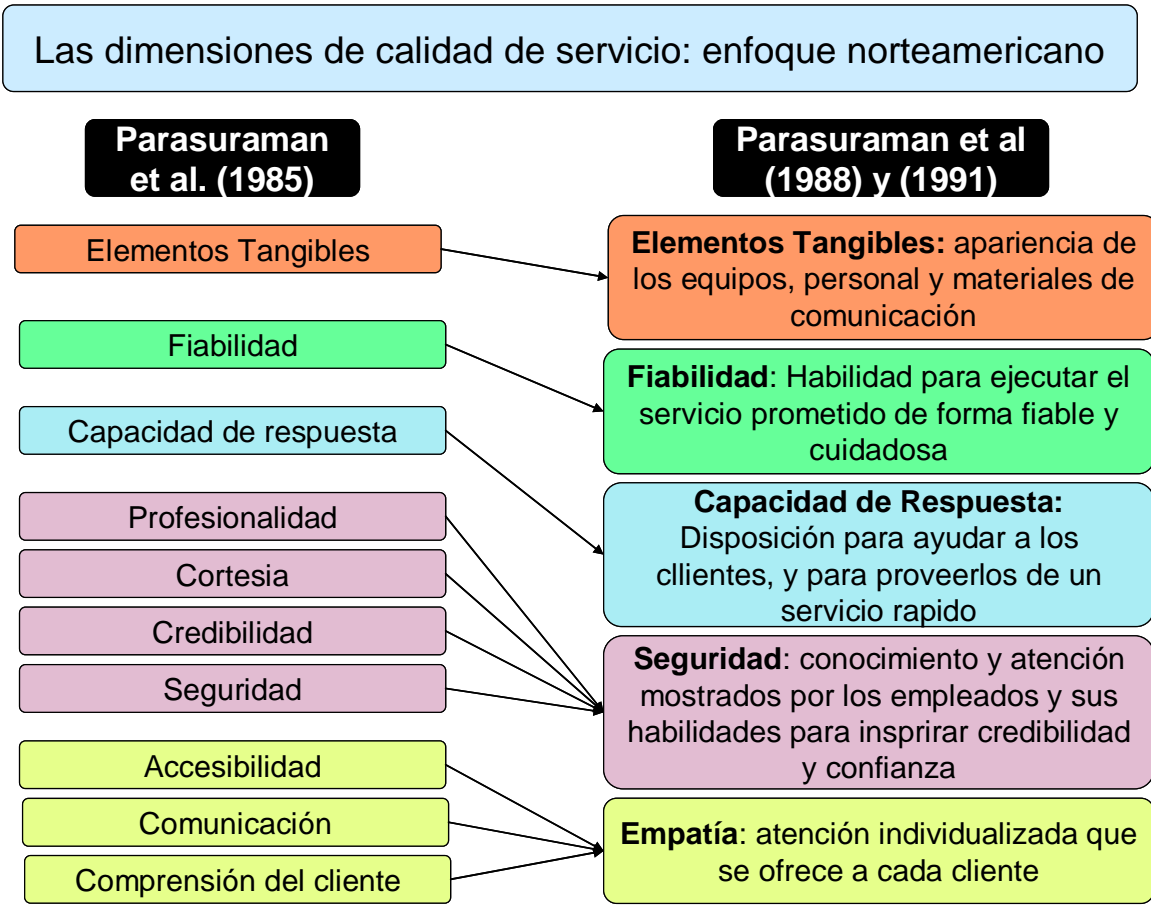 Las dimensiones de calidad de servicio: enfoque norteamericano
Parasuraman
et al. (1985)
Elementos Tangibles
Fiabilidad
Capacidad de respuesta
Profesionalidad
Cortesia
Credibilidad
Seguridad
Accesibilidad
Comunicación
Comprensión del cliente
Parasuraman et al
(1988) y (1991)
Elementos Tangibles: apariencia de
los equipos, personal y materiales de
comunicación
Fiabilidad: Habilidad para ejecutar el
servicio prometido de forma fiable y
cuidadosa
Capacidad de Respuesta:
Disposición para ayudar a los
cllientes, y para proveerlos de un
servicio rapido
Seguridad: conocimiento y atención
mostrados por los empleados y sus
habilidades para insprirar credibilidad
y confianza
Empatía: atención individualizada que
se ofrece a cada cliente